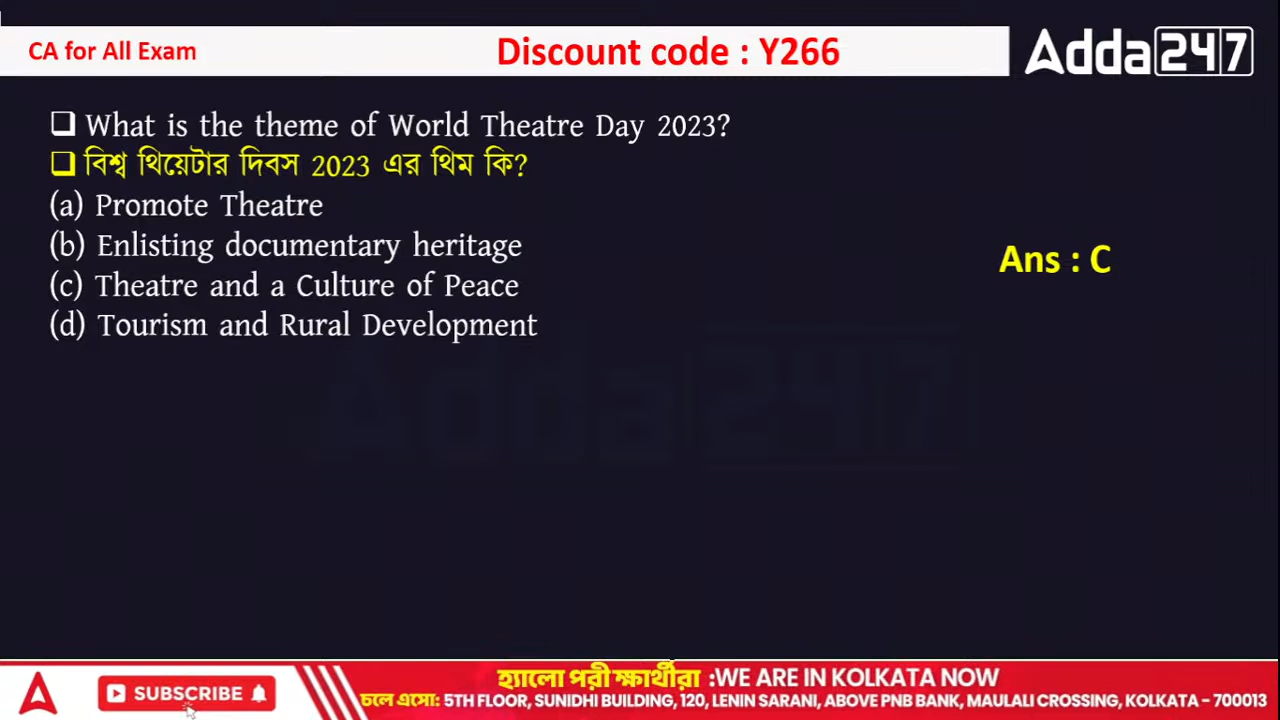 CA for All Exam
Discount code : Y266
Adda247
What is the theme of World Theatre Day 2023?
বিশ্ব থিয়েটার দিবস 2023 এর থিম কি?
(a) Promote Theatre
(b) Enlisting documentary heritage
(c) Theatre and a Culture of Peace
(d) Tourism and Rural Development
Ans : C
Adda247
SUBSCRIBE
হ্যালো পরীক্ষার্থীরা :WE ARE IN KOLKATA NOW
চলে এসো: 5TH FLOOR, SUNIDHI BUILDING, 120, LENIN SARANI, ABOVE PNB BANK, MAULALI CROSSING, KOLKATA - 700013